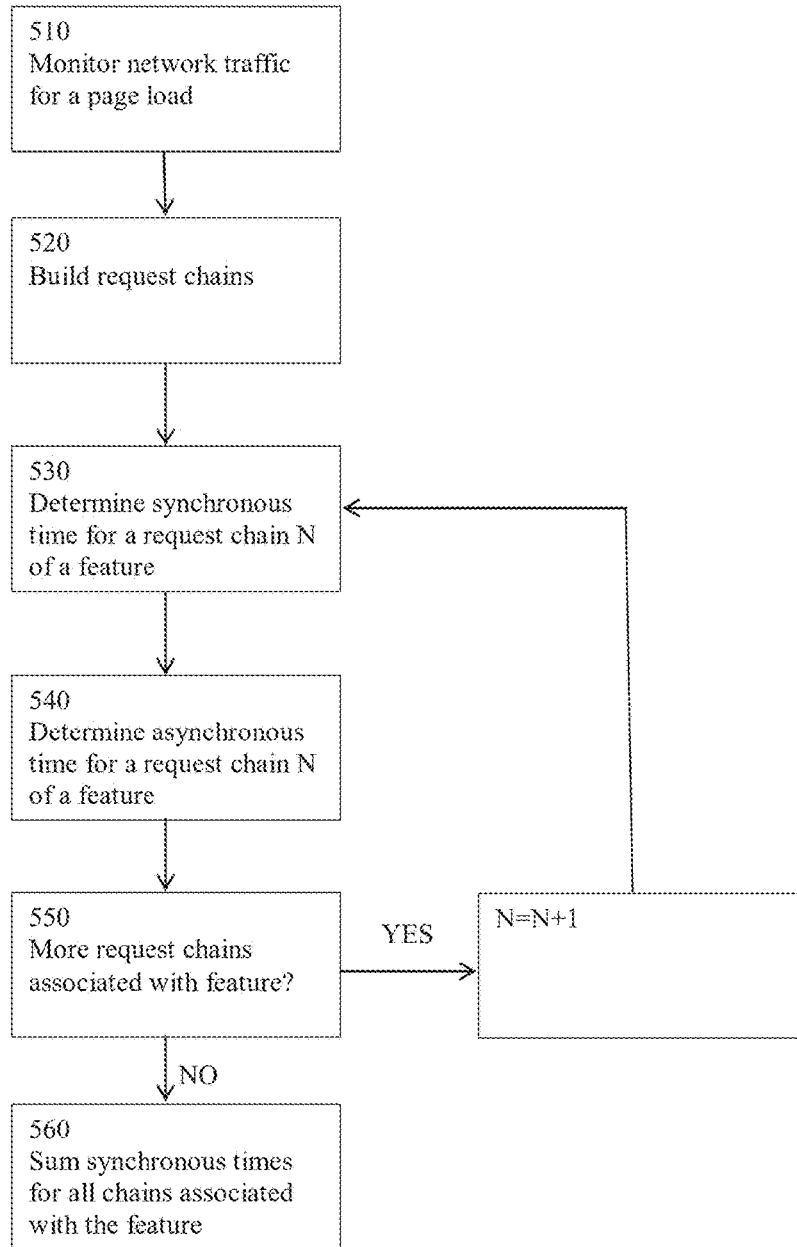 510
Monitor network traffic
for a page load
520
Build request chains
530
Determine synchronous
time for a request chain N
of a feature
540
Determine asynchronous
time for a request chain N
of a feature
550
More request chains
associated with feature?
YES
N=N+1
NO
560
Sum synchronous times
for all chains associated
with the feature